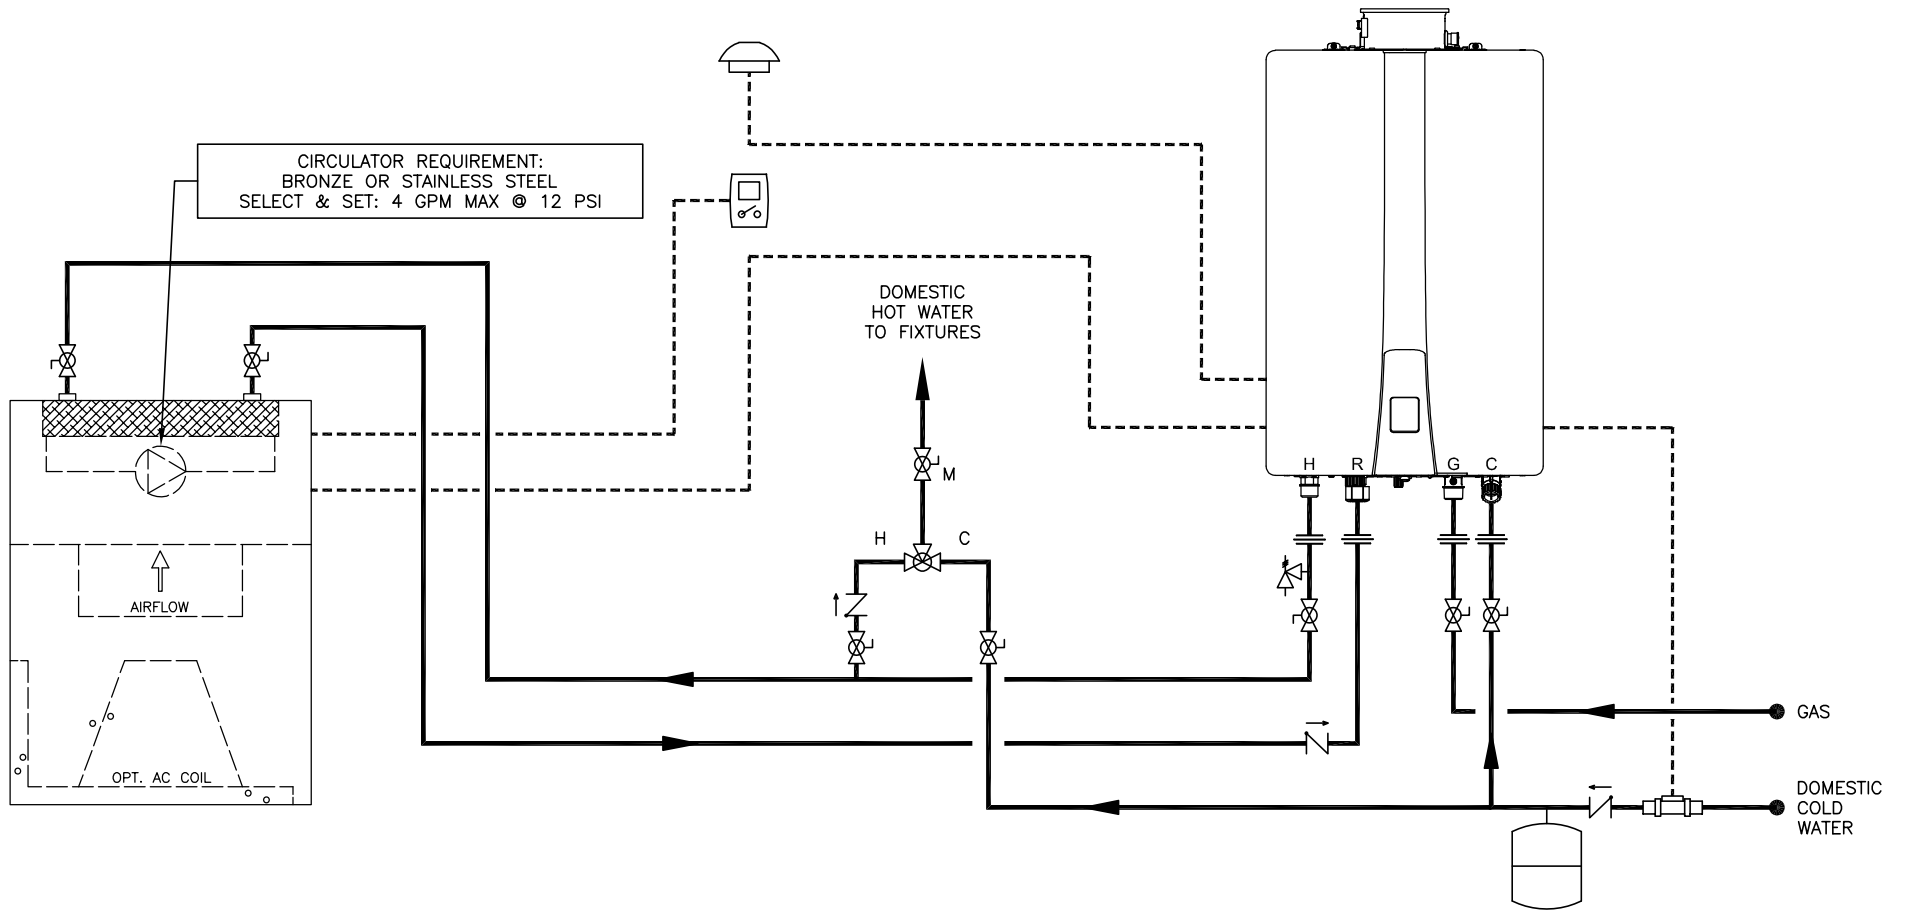 CIRCULATOR REQUIREMENT:
BRONZE OR STAINLESS STEEL
SELECT & SET: 4 GPM MAX @ 12 PSI
DOMESTIC
HOT WATER
TO FIXTURES
H R G C
M
H C
AIRFLOW
OPT. AC COIL
GAS
DOMESTIC
COLD
WATER